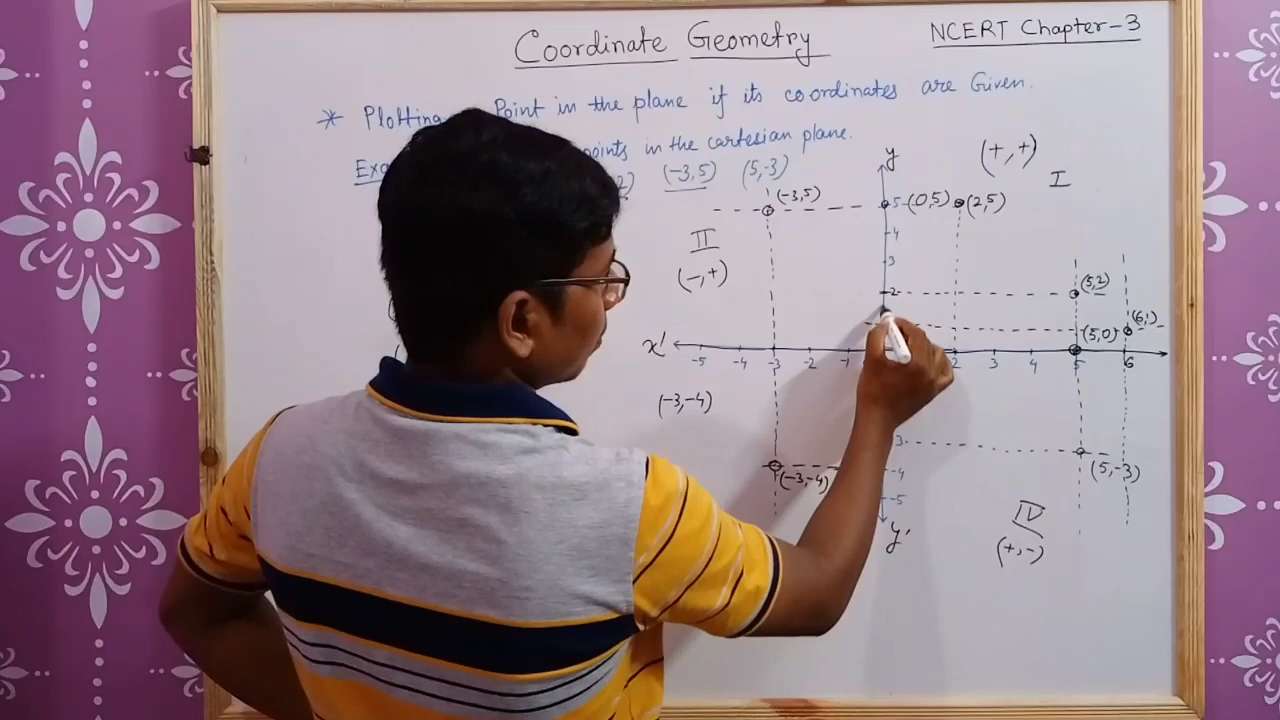 Coordinate Geometry
NCERT Chapter-3
* Plotting Point in the plane if its coordinates are Given.
points in the cartesian plane.
(-3,5) (5,-3)
y
(+,+)
I
(-3,5)
5 (0,5) (2,5)
4
II
3
(-,+)
2 (5,2)
(6,1)
(5,0)
x'
-5 -4 -3 -2 -1 2 3 4 5 6
(-3,-4)
3
(-3,-4) -4 (5,-3)
-5
IV
y'
(+,-)